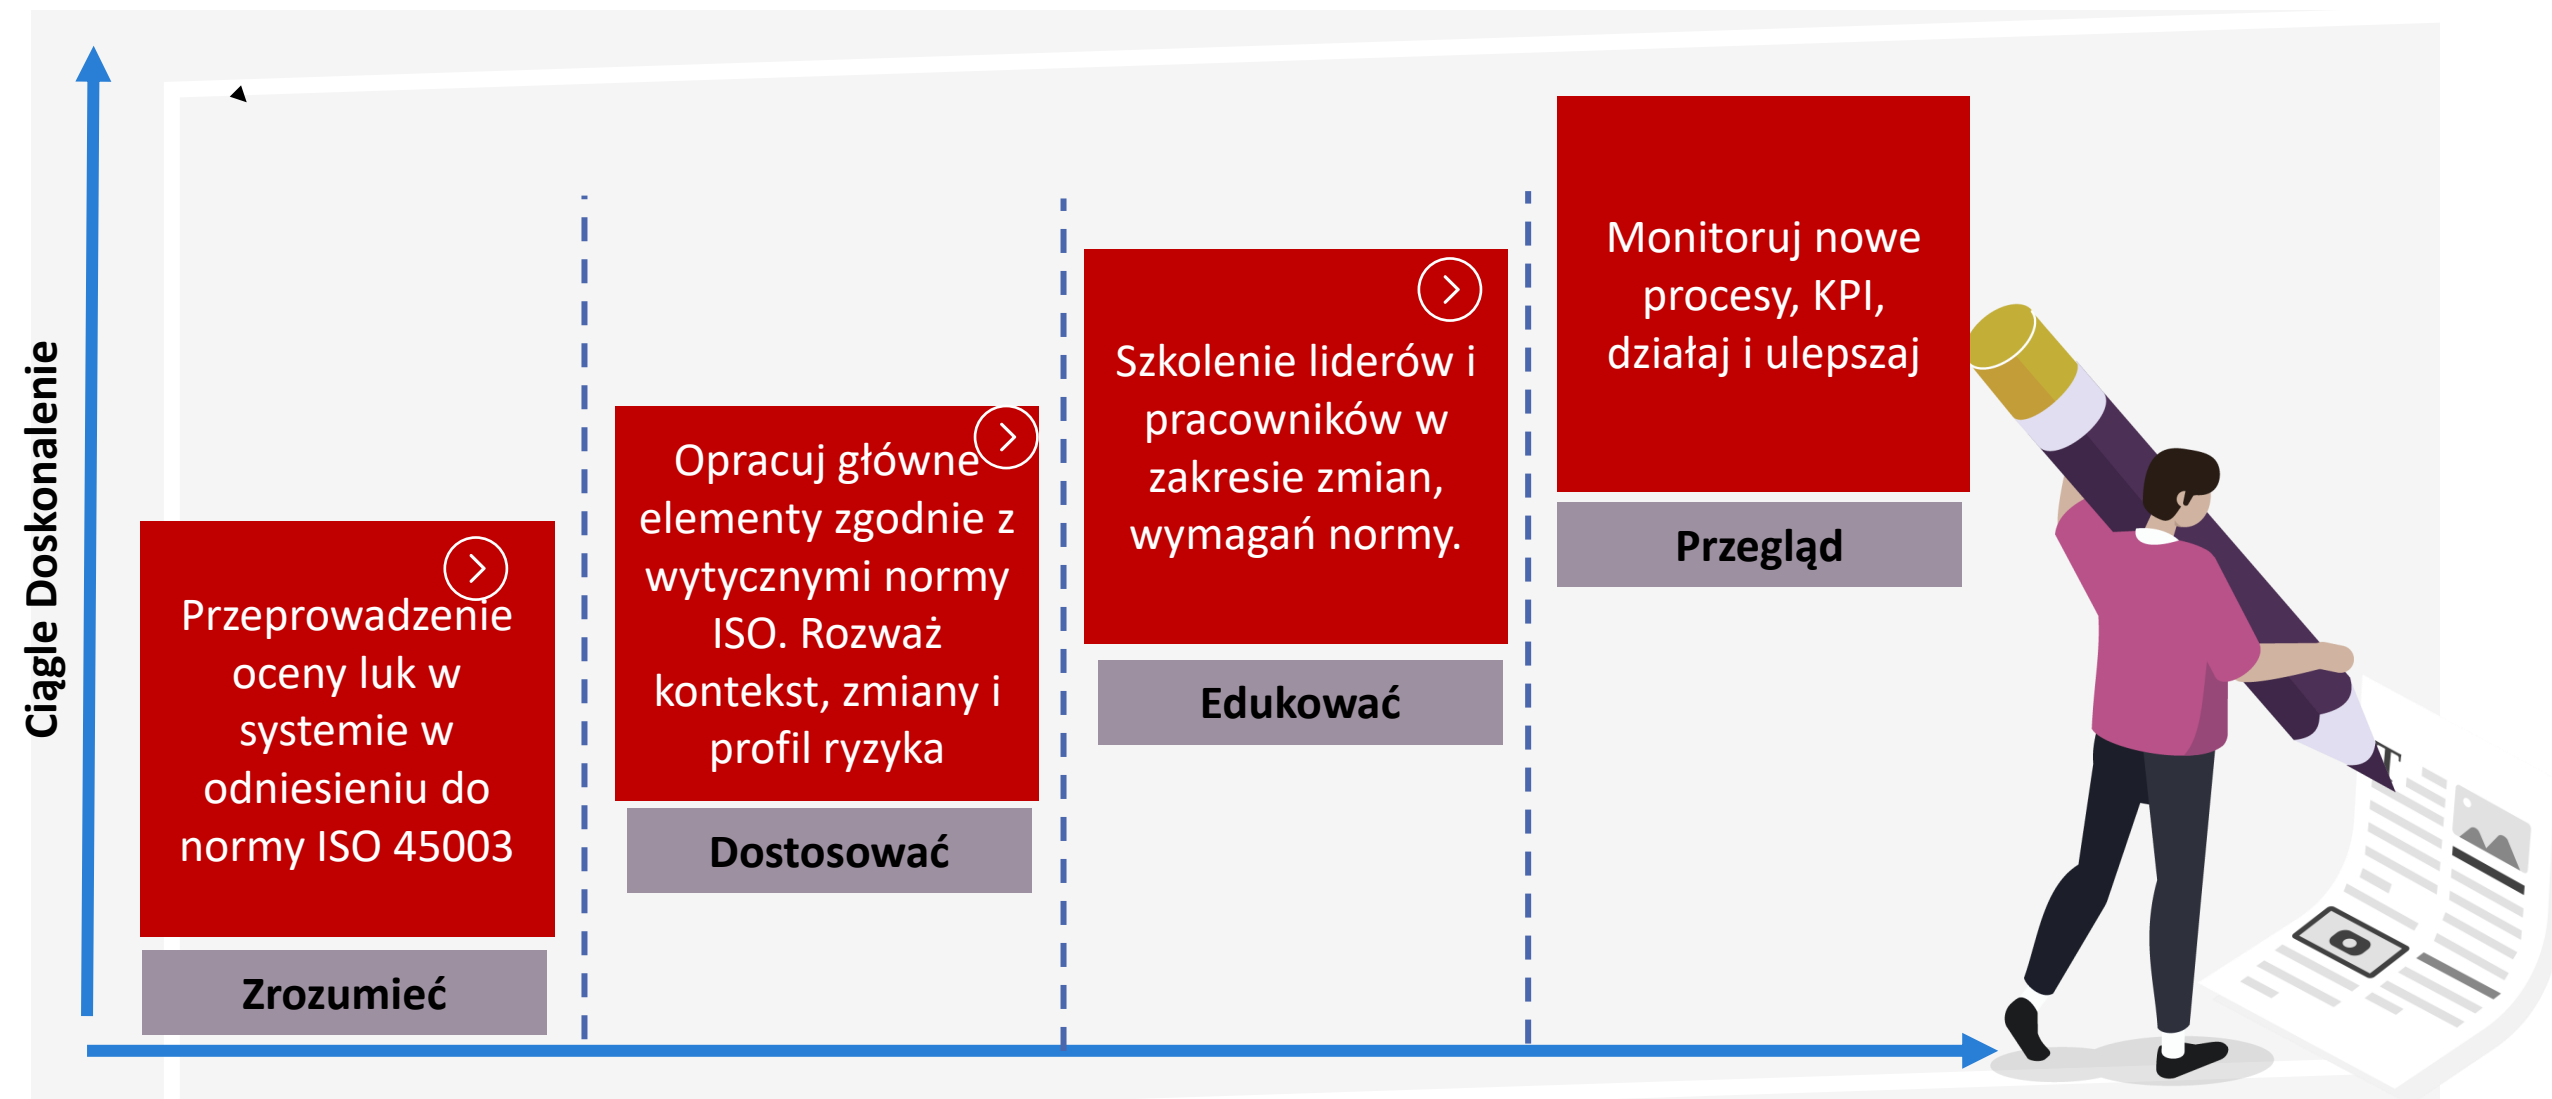 Ciągle Doskonalenie
Przeprowadzenie
oceny luk w
systemie w
odniesieniu do
normy ISO 45003
Zrozumieć
Opracuj główne
elementy zgodnie z
wytycznymi normy
ISO. Rozważ
kontekst, zmiany i
profil ryzyka
Dostosować
Szkolenie liderów i
pracowników w
zakresie zmian,
wymagań normy.
Edukować
Monitoruj nowe
procesy, KPI,
działaj i ulepszaj
Przegląd
T